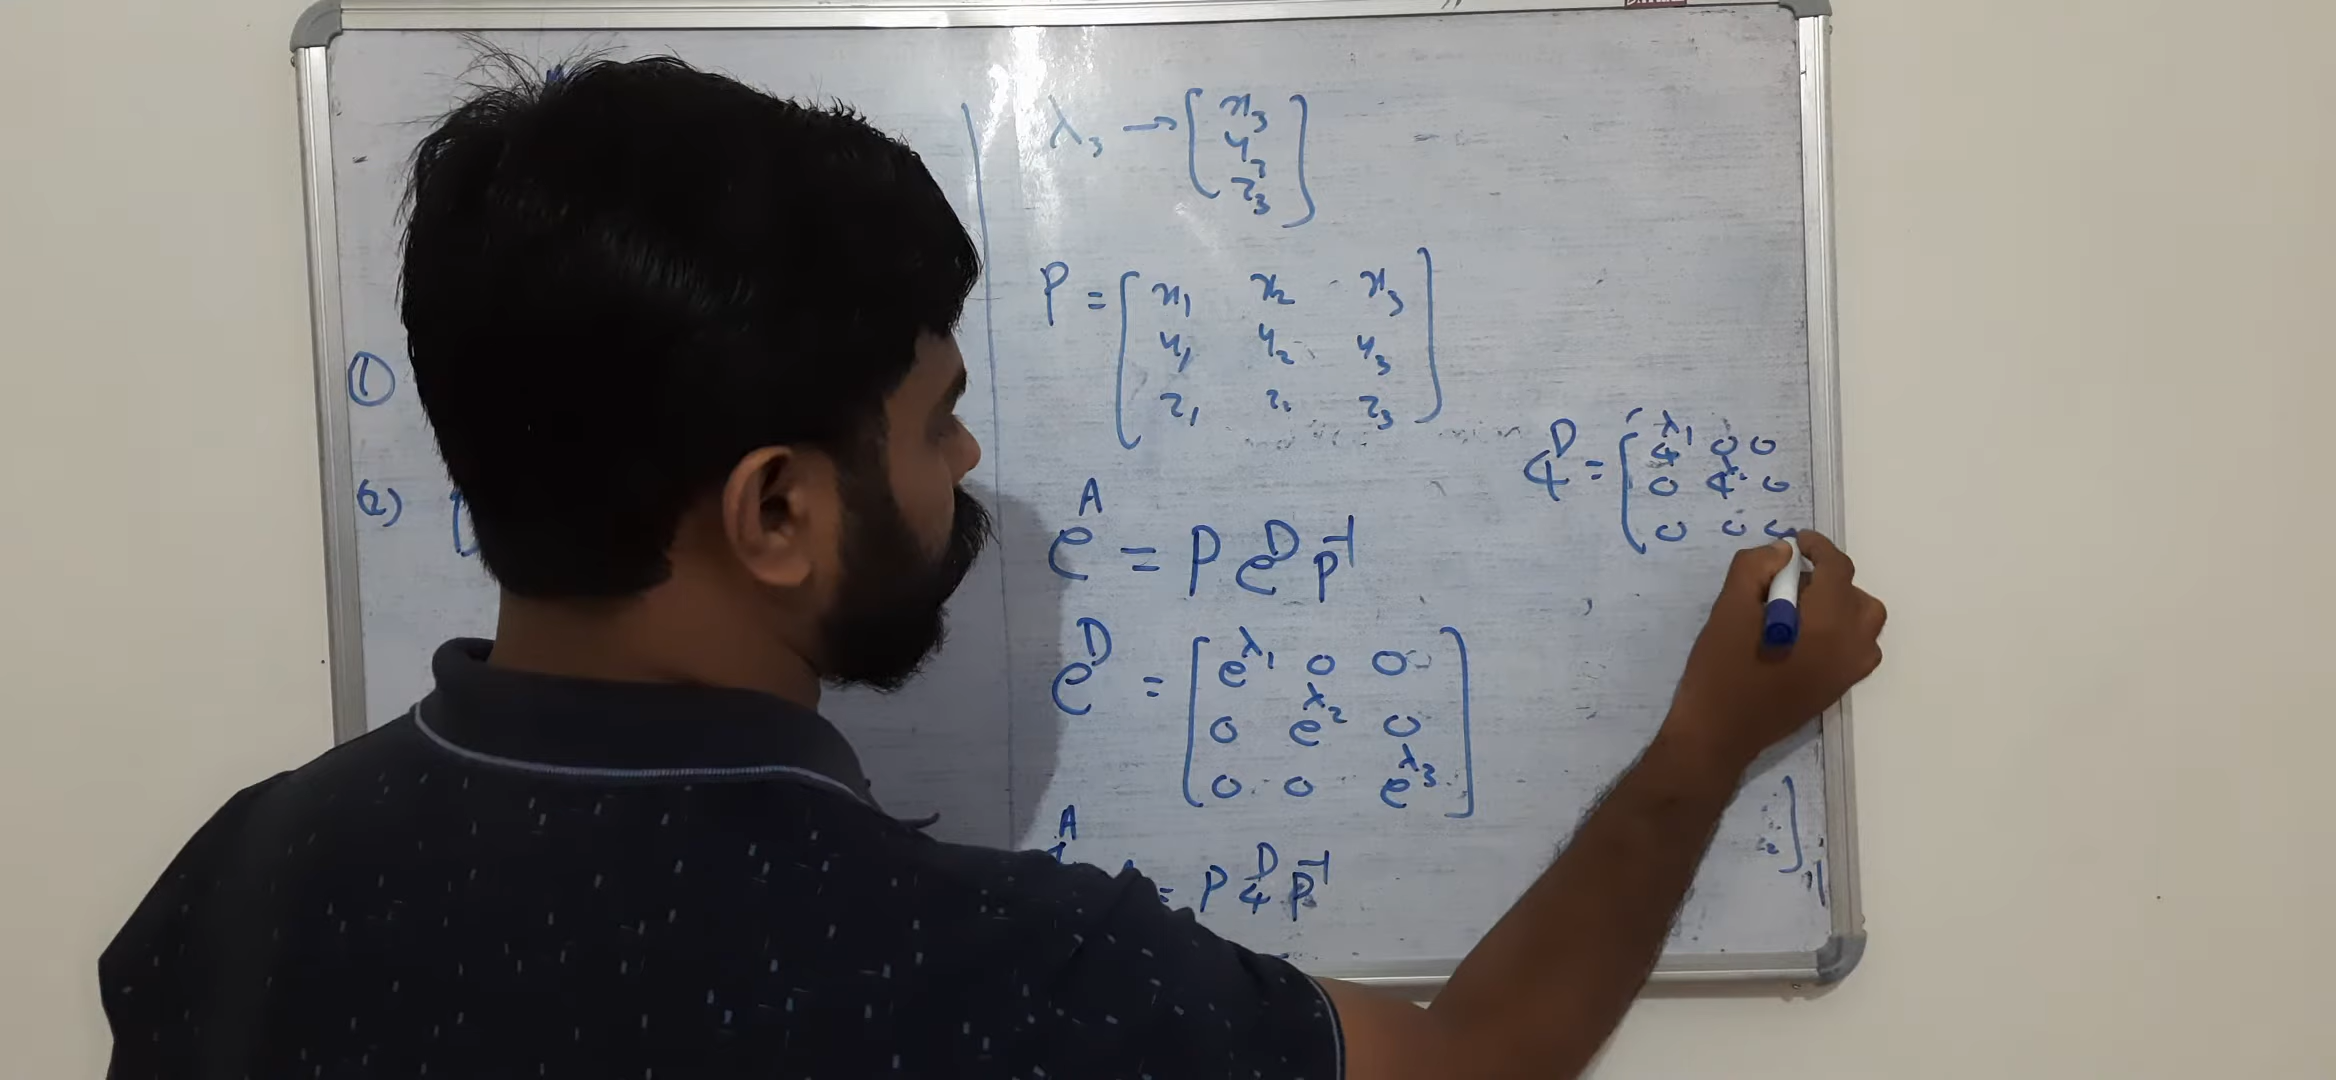 ①
(2) [
λ₃ → [x₃
y₃
z₃]
P = [x₁ x₂ x₃
y₁ y₂ y₃
z₁ z₂ z₃]
e^A = P e^D P⁻¹
e^D = [e^λ₁ 0 0
0 e^λ₂ 0
0 0 e^λ₃]
A
= P 4^D P⁻¹
4^D = [4^λ₁ 0 0
0 4^λ 0
0 0